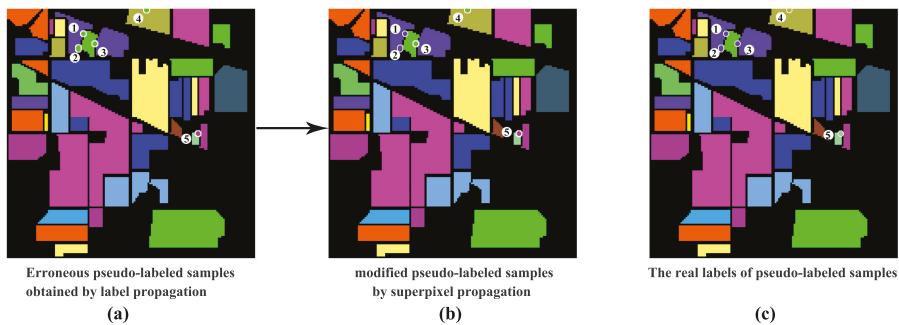 1
2
3
4
5
1
2
3
4
5
1
2
3
4
5
Erroneous pseudo-labeled samples
obtained by label propagation
(a)
modified pseudo-labeled samples
by superpixel propagation
(b)
The real labels of pseudo-labeled samples
(c)